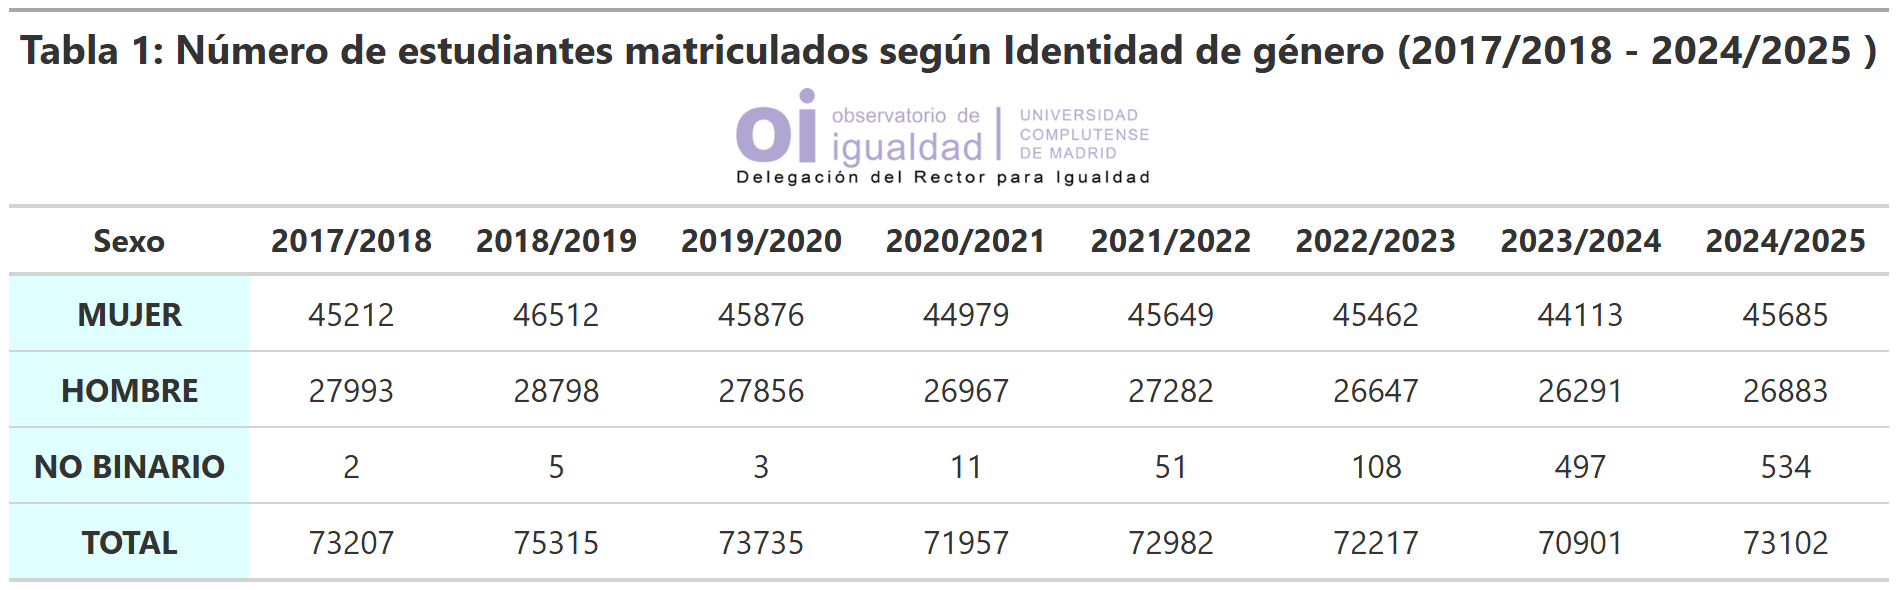 Tabla 1: Número de estudiantes matriculados según Identidad de género (2017/2018 - 2024/2025 )
oi observatorio de igualdad | UNIVERSIDAD COMPLUTENSE DE MADRID
Delegación del Rector para Igualdad
Sexo 2017/2018 2018/2019 2019/2020 2020/2021 2021/2022 2022/2023 2023/2024 2024/2025
MUJER 45212 46512 45876 44979 45649 45462 44113 45685
HOMBRE 27993 28798 27856 26967 27282 26647 26291 26883
NO BINARIO 2 5 3 11 51 108 497 534
TOTAL 73207 75315 73735 71957 72982 72217 70901 73102